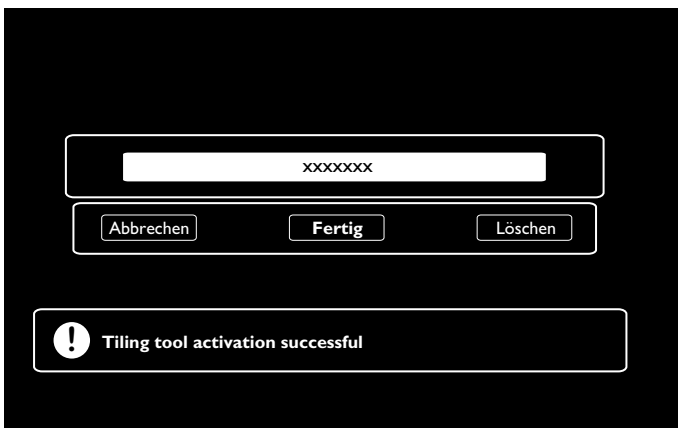 xxxxxxx
Abbrechen Fertig Löschen
! Tiling tool activation successful